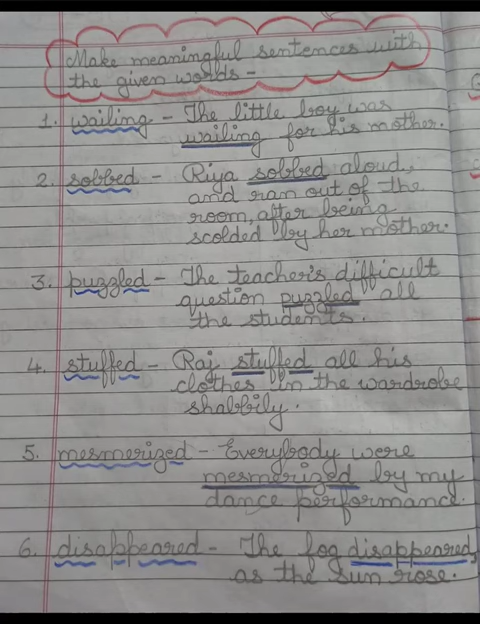 Make meaningful sentences with
the given words -
1. wailing - The little boy was
wailing for his mother.
2. sobbed - Riya sobbed aloud,
and ran out of the
room, after being
scolded by her mother.
3. puzzled - The teacher's difficult
question puzzled all
the students.
4. stuffed - Raj stuffed all his
clothes in the wardrobe
shabbily.
5. mesmerized - Everybody were
mesmerized by my
dance performance.
6. disappeared - The fog disappeared
as the sun rose.